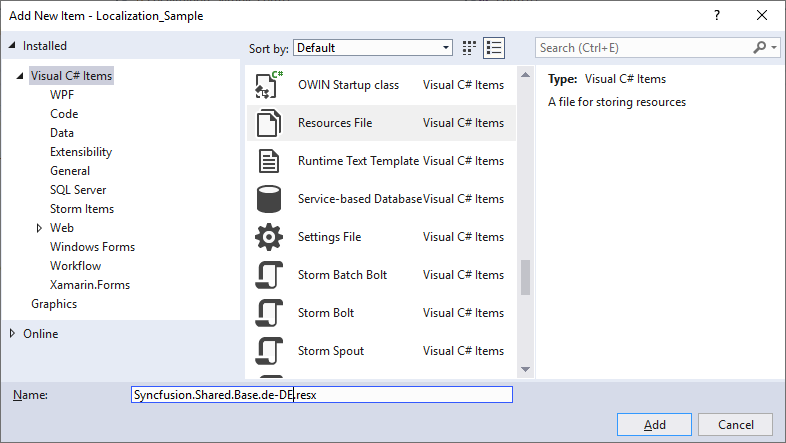 Add New Item - Localization_Sample
?
Installed
Sort by:
Default
Search (Ctrl+E)
Visual C# Items
WPF
Code
Data
Extensibility
General
SQL Server
Storm Items
Web
Windows Forms
Workflow
Xamarin.Forms
Graphics
Online
C#
OWIN Startup class Visual C# Items
Resources File Visual C# Items
Runtime Text Template Visual C# Items
Service-based Database Visual C# Items
Settings File Visual C# Items
Storm Batch Bolt Visual C# Items
Storm Bolt Visual C# Items
Storm Spout Visual C# Items
Type: Visual C# Items
A file for storing resources
Name:
Syncfusion.Shared.Base.de-DE.resx
Add
Cancel